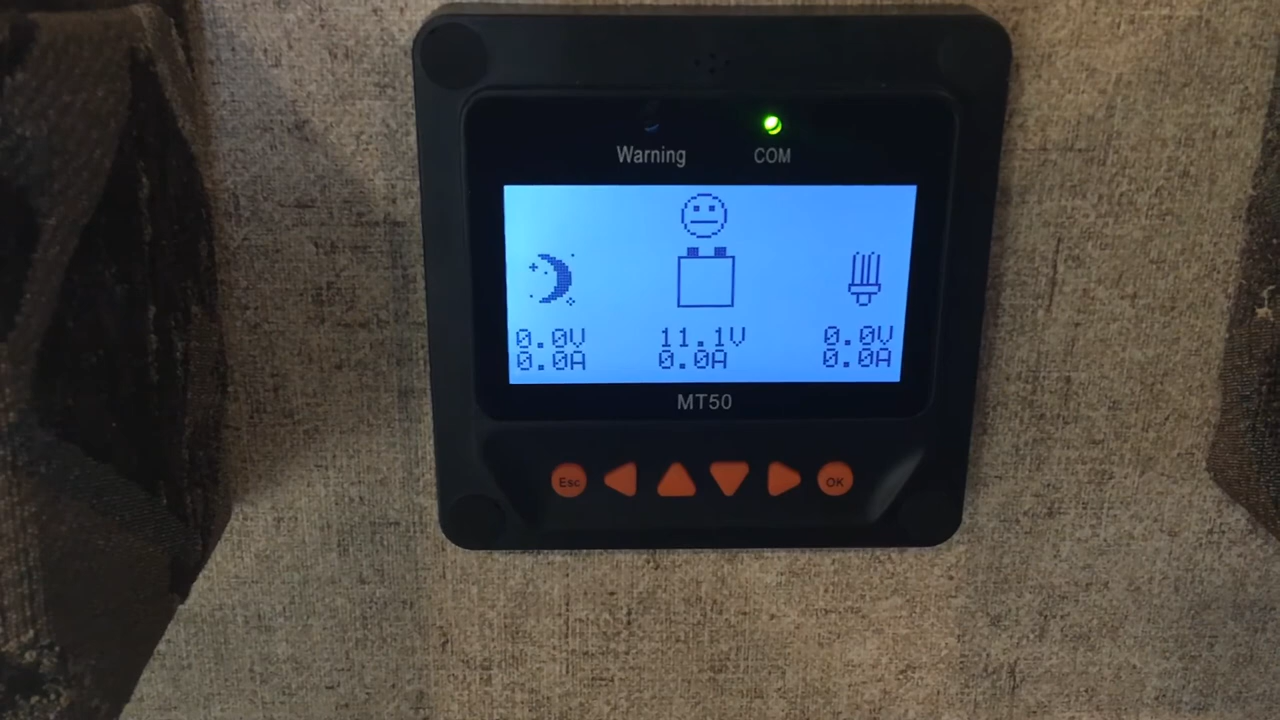 Warning COM
0.0V 11.1V 0.0V
0.0A 0.0A 0.0A
MT50
Esc OK